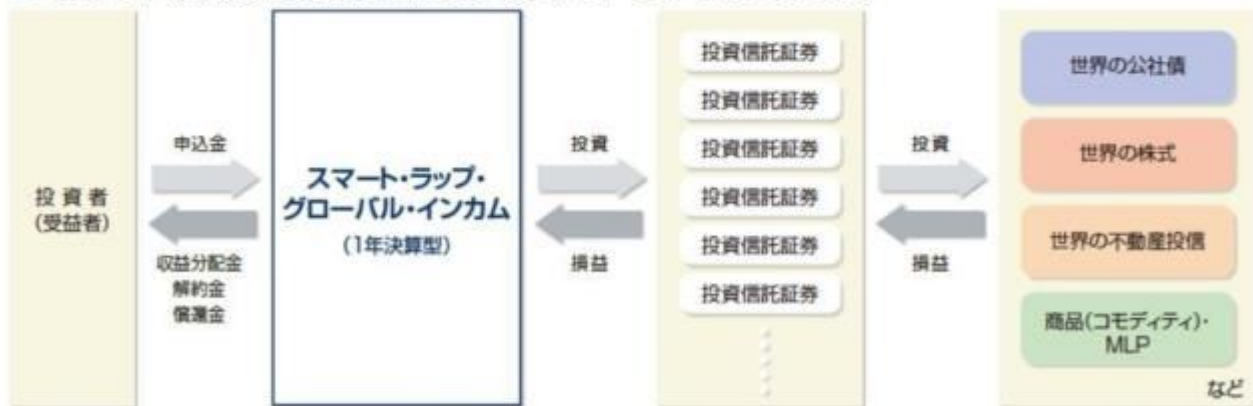 投資者
(受益者)
申込金
収益分配金
解約金
償還金
スマート・ラップ・
グローバル・インカム
(1年決算型)
投資
損益
投資信託証券
投資信託証券
投資信託証券
投資信託証券
投資信託証券
投資信託証券
投資
損益
世界の公社債
世界の株式
世界の不動産投信
商品(コモディティ)・
MLP
など